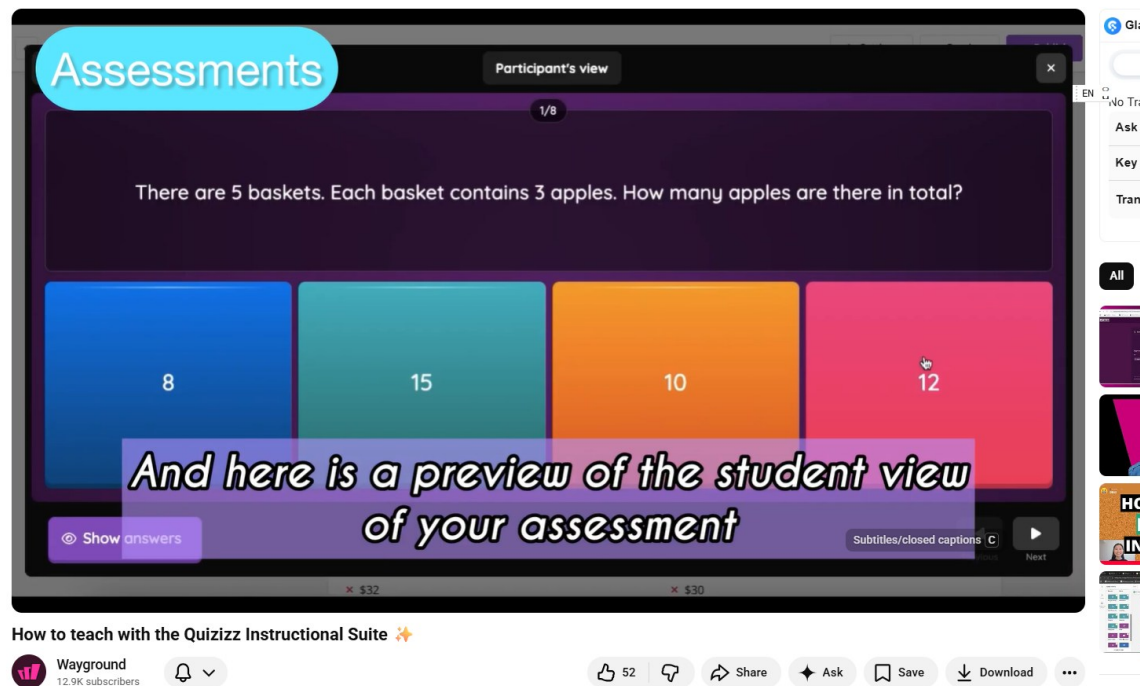 Assessments
Participant's view
×
1/8
There are 5 baskets. Each basket contains 3 apples. How many apples are there in total?
8
15
10
12
And here is a preview of the student view
of your assessment
Show answers
Subtitles/closed captions C
Next
× $32
× $30
How to teach with the Quizizz Instructional Suite ✨
Wayground
12.9K subscribers
52
Share
Ask
Save
Download
EN
Ask
Key
All